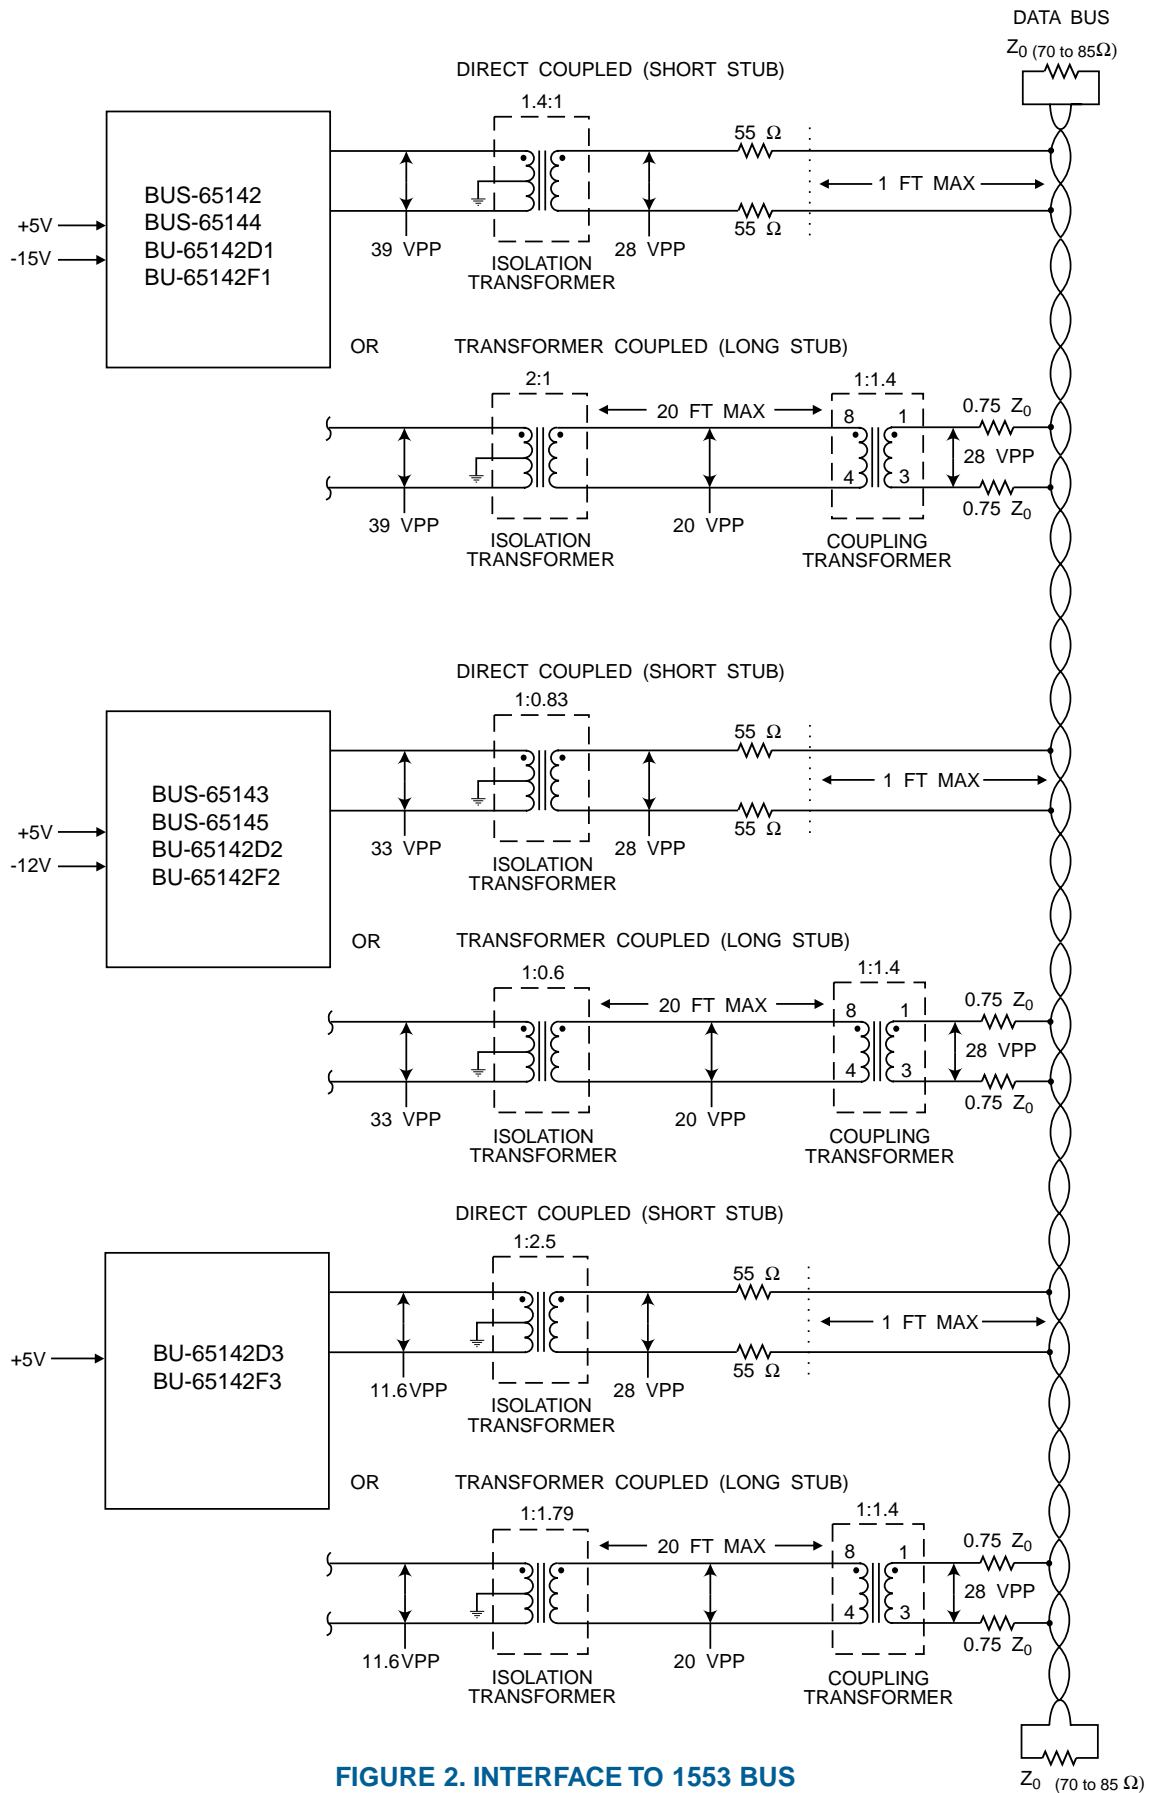 DATA BUS
Z0 (70 to 85Ω)
DIRECT COUPLED (SHORT STUB)
1.4:1
55 Ω
BUS-65142
BUS-65144
BU-65142D1
BU-65142F1
+5V
-15V
1 FT MAX
39 VPP
28 VPP
55 Ω
ISOLATION
TRANSFORMER
OR
TRANSFORMER COUPLED (LONG STUB)
2:1
1:1.4
20 FT MAX
8
1
0.75 Z0
28 VPP
4
3
0.75 Z0
39 VPP
20 VPP
ISOLATION
TRANSFORMER
COUPLING
TRANSFORMER
DIRECT COUPLED (SHORT STUB)
1:0.83
55 Ω
BUS-65143
BUS-65145
BU-65142D2
BU-65142F2
+5V
-12V
1 FT MAX
33 VPP
28 VPP
55 Ω
ISOLATION
TRANSFORMER
OR
TRANSFORMER COUPLED (LONG STUB)
1:0.6
1:1.4
20 FT MAX
8
1
0.75 Z0
28 VPP
4
3
0.75 Z0
33 VPP
20 VPP
ISOLATION
TRANSFORMER
COUPLING
TRANSFORMER
DIRECT COUPLED (SHORT STUB)
1:2.5
55 Ω
1 FT MAX
+5V
BU-65142D3
BU-65142F3
11.6VPP
28 VPP
55 Ω
ISOLATION
TRANSFORMER
OR
TRANSFORMER COUPLED (LONG STUB)
1:1.79
1:1.4
20 FT MAX
8
1
0.75 Z0
28 VPP
4
3
0.75 Z0
11.6VPP
20 VPP
ISOLATION
TRANSFORMER
COUPLING
TRANSFORMER
FIGURE 2. INTERFACE TO 1553 BUS
Z0 (70 to 85 Ω)